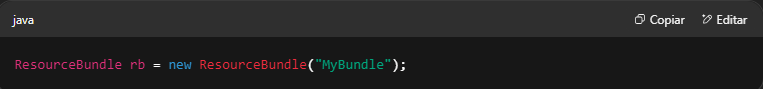 java Copiar Editar
ResourceBundle rb = new ResourceBundle("MyBundle");